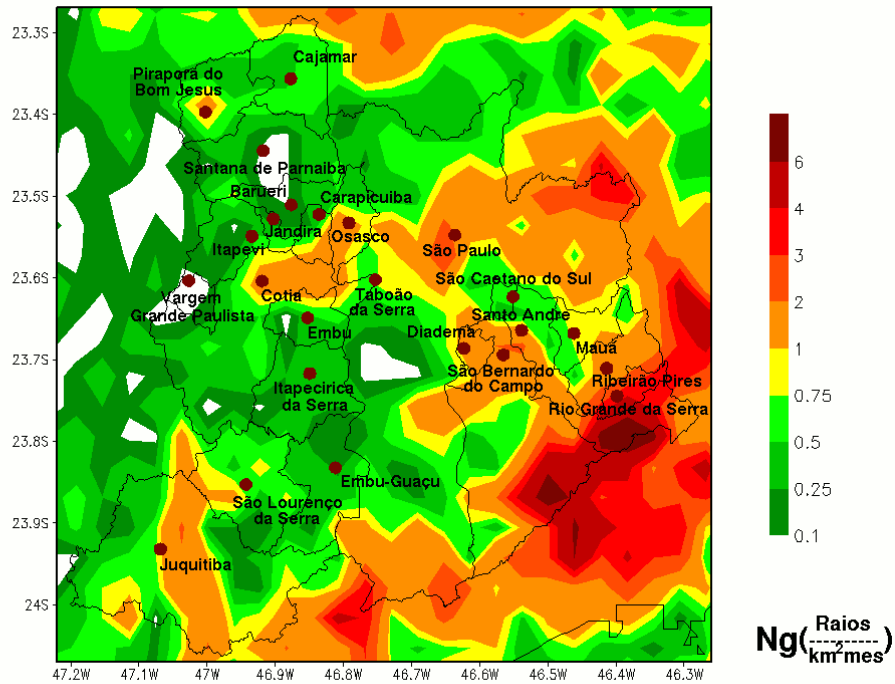 23.3S
Cajamar
Pirapora do
Bom Jesus
23.4S
Santana de Parnaiba
Barueri
23.5S
Carapicuiba
Jandira
Osasco
Itapevi
São Paulo
23.6S
São Caetano do Sul
Vargem
Grande Paulista
Cotia
Taboão
da Serra
Santo Andre
Embu
Diadema
Mauá
23.7S
São Bernardo
do Campo
Ribeirão Pires
Itapecirica
da Serra
Rio Grande da Serra
23.8S
Embu-Guaçu
São Lourenço
da Serra
23.9S
Juquitiba
24S
47.2W 47.1W 47W 46.9W 46.8W 46.7W 46.6W 46.5W 46.4W 46.3W
6
4
3
2
1
0.75
0.5
0.25
0.1
Ng(Raios
km²mes)